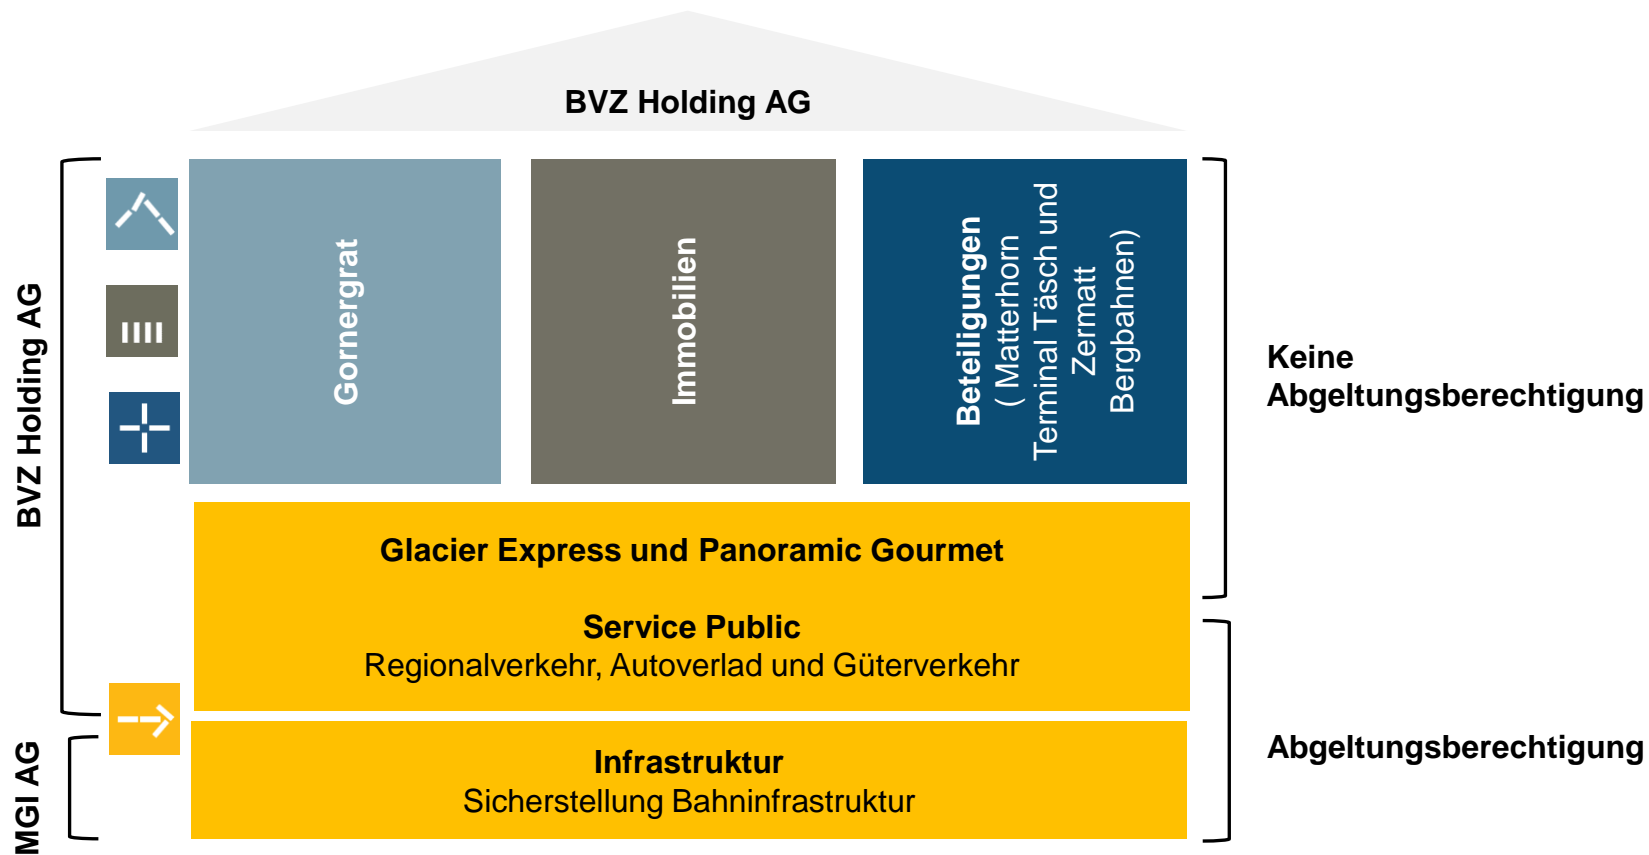 BVZ Holding AG
BVZ Holding AG
Gornergrat
Immobilien
Beteiligungen
( Matterhorn
Terminal Täsch und
Zermatt
Bergbahnen)
Keine
Abgeltungsberechtigung
Glacier Express und Panoramic Gourmet
Service Public
Regionalverkehr, Autoverlad und Güterverkehr
MGI AG
Infrastruktur
Sicherstellung Bahninfrastruktur
Abgeltungsberechtigung